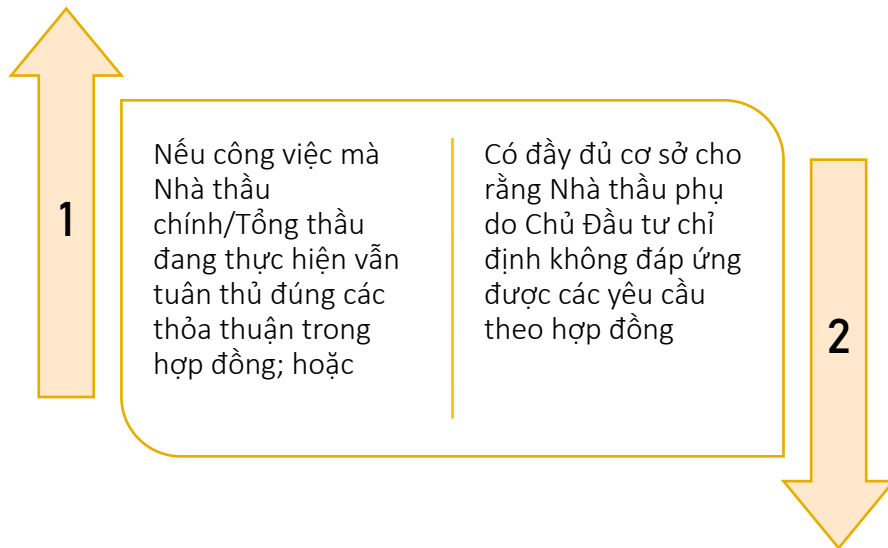 1
Nếu công việc mà
Nhà thầu
chính/Tổng thầu
đang thực hiện vẫn
tuân thủ đúng các
thỏa thuận trong
hợp đồng; hoặc
Có đầy đủ cơ sở cho
rằng Nhà thầu phụ
do Chủ Đầu tư chỉ
định không đáp ứng
được các yêu cầu
theo hợp đồng
2